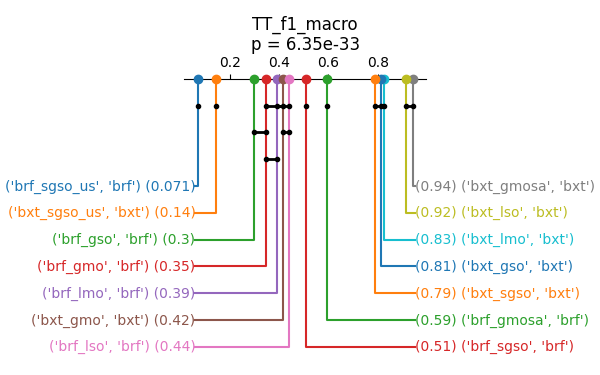 TT_f1_macro
p = 6.35e-33
0.2 0.4 0.6 0.8
('brf_sgso_us', 'brf') (0.071) (0.94) ('bxt_gmosa', 'bxt')
('bxt_sgso_us', 'bxt') (0.14) (0.92) ('bxt_lso', 'bxt')
('brf_gso', 'brf') (0.3) (0.83) ('bxt_lmo', 'bxt')
('brf_gmo', 'brf') (0.35) (0.81) ('bxt_gso', 'bxt')
('brf_lmo', 'brf') (0.39) (0.79) ('bxt_sgso', 'bxt')
('bxt_gmo', 'bxt') (0.42) (0.59) ('brf_gmosa', 'brf')
('brf_lso', 'brf') (0.44) (0.51) ('brf_sgso', 'brf')